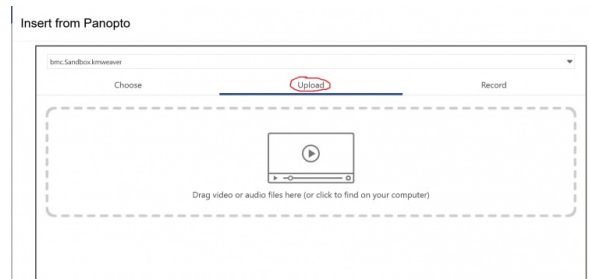 Insert from Panopto
bmc.Sandbox.kmweaver
Choose Upload Record
Drag video or audio files here (or click to find on your computer)